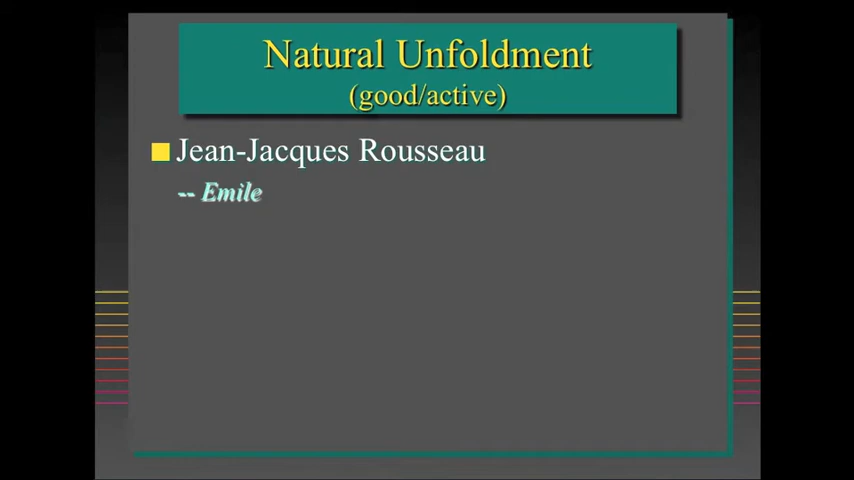 Natural Unfoldment
(good/active)
Jean-Jacques Rousseau
-- Emile